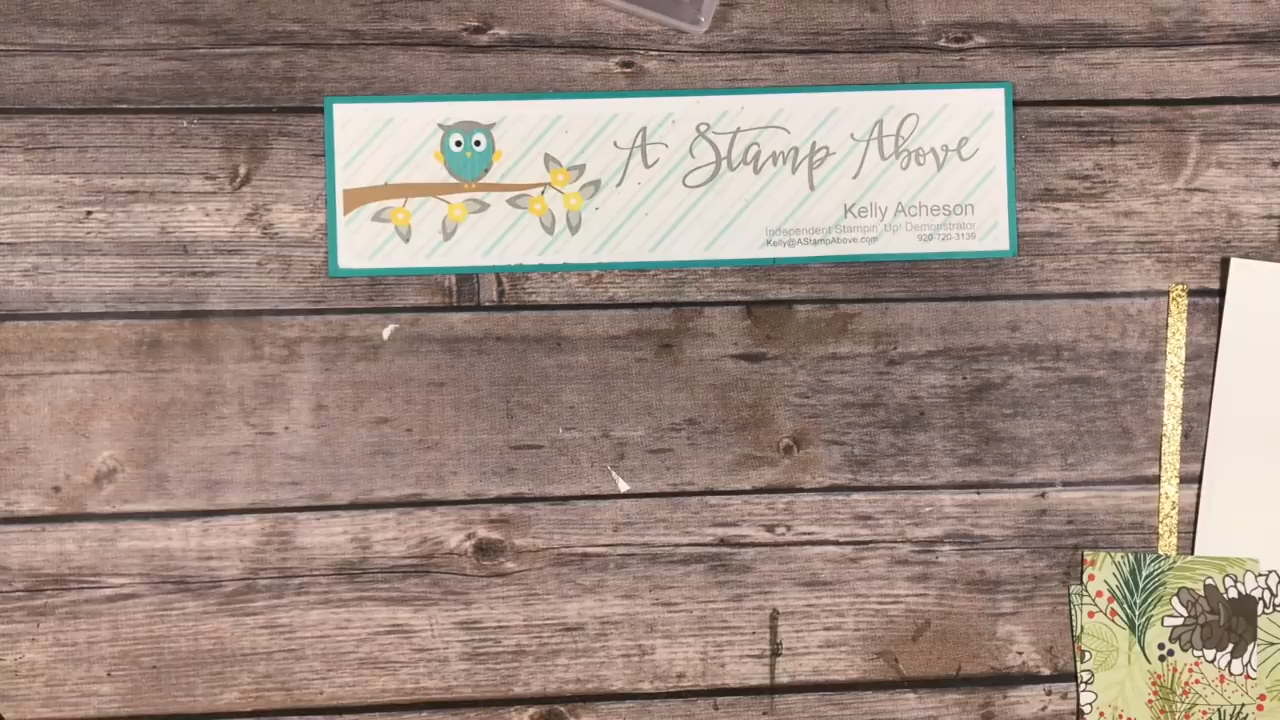 A Stamp Above
Kelly Acheson
Independent Stampin' Up! Demonstrator
Kelly@AStampAbove.com 920-720-3139